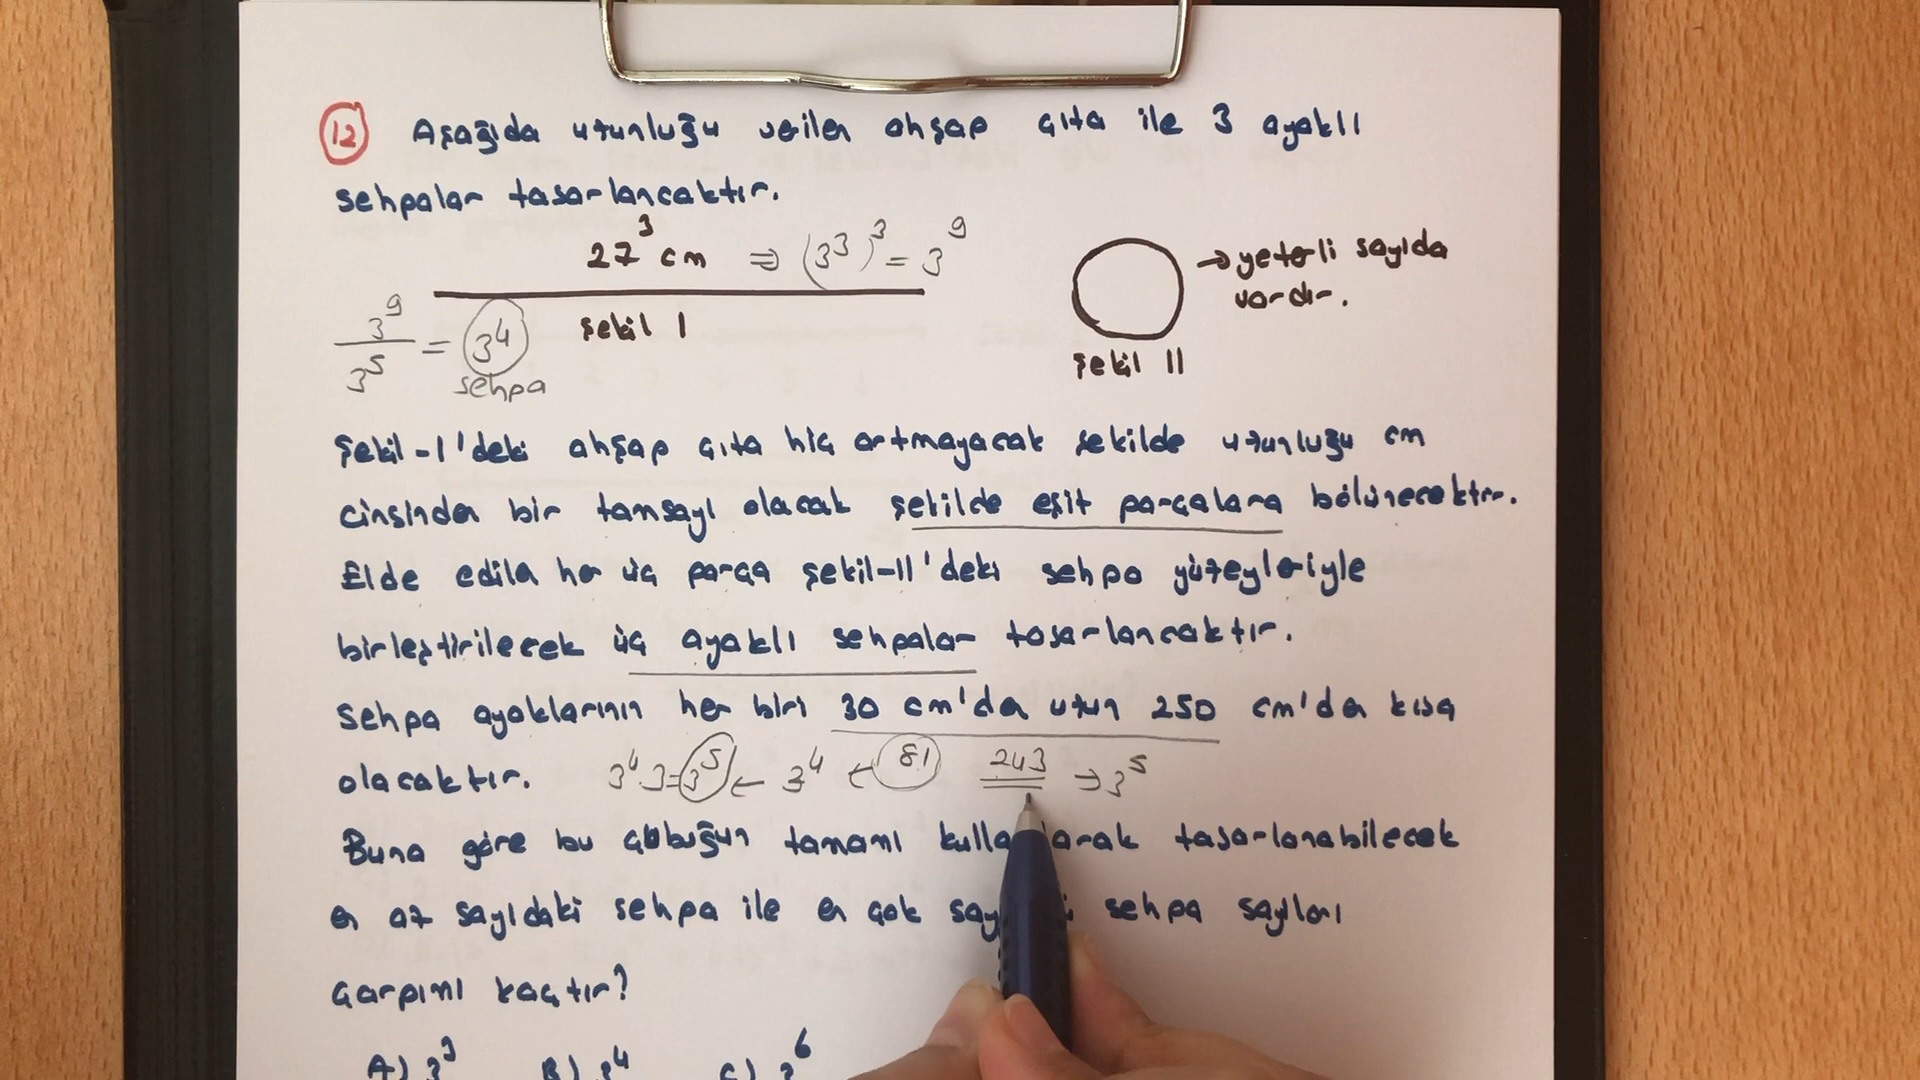 12 Aşağıda uzunluğu verilen ahşap çıta ile 3 ayaklı
sehpalar tasarlancaktır.
27³ cm ⇒ (3³)³ = 3⁹
→ yeterli sayıda
vardır.
3⁹/3⁵ = 3⁴
sehpa
şekil I
şekil II
Şekil-I'deki ahşap çıta hiç artmayacak şekilde uzunluğu cm
cinsinden bir tamsayı olacak şekilde eşit parçalara bölünecektir.
Elde edilen her üç parça şekil-II'deki sehpa yüzeyleriyle
birleştirilecek üç ayaklı sehpalar tasarlancaktır.
Sehpa ayaklarının her biri 30 cm'den uzun 250 cm'den kısa
olacaktır.
3⁴.3=3⁵ ← 3⁴ ← 81 243 → 3⁵
Buna göre bu çubuğun tamamı tasarlanabilecek
en az sayıdaki sehpa ile en çok sehpa sayıları
çarpımı kaçtır?
A) 3³ B) 3⁴ C) 3⁶